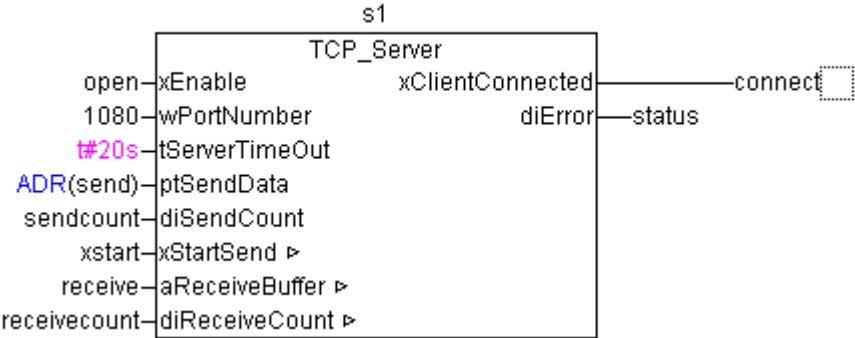 s1
TCP_Server
open xEnable xClientConnected connect
1080 wPortNumber diError status
t#20s tServerTimeOut
ADR(send) ptSendData
sendcount diSendCount
xstart xStartSend
receive aReceiveBuffer
receivecount diReceiveCount